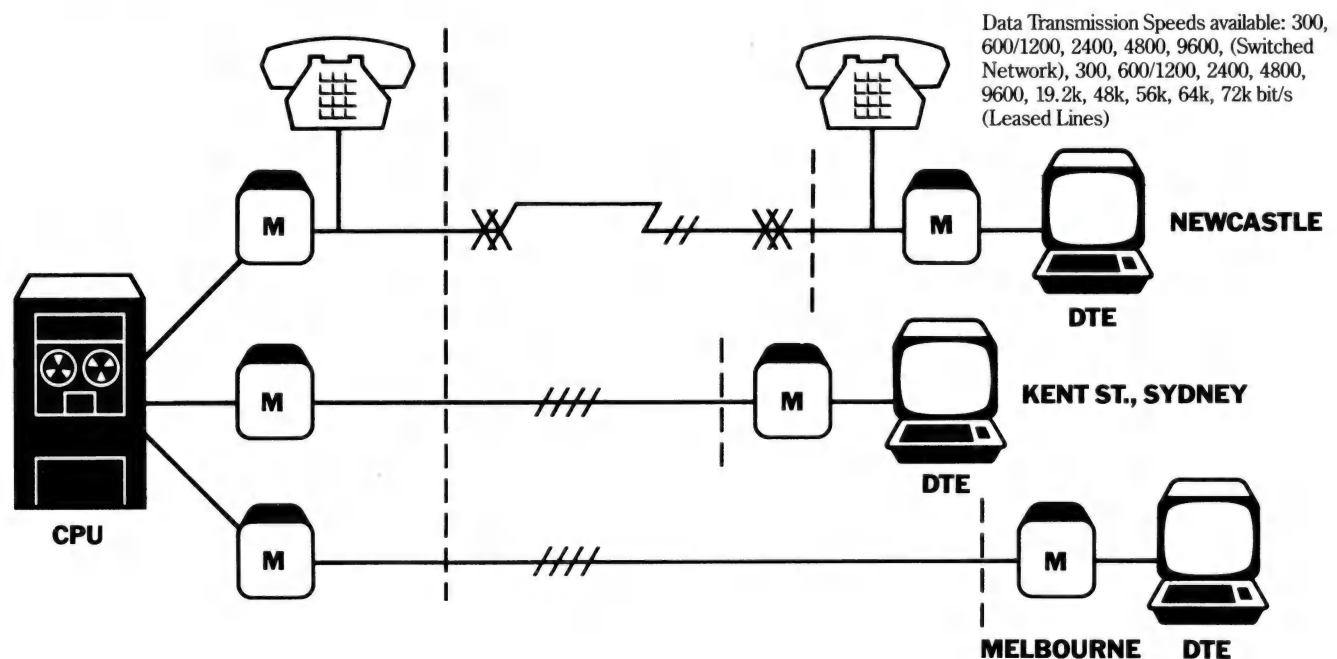 Data Transmission Speeds available: 300,
600/1200, 2400, 4800, 9600, (Switched
Network), 300, 600/1200, 2400, 4800,
9600, 19.2k, 48k, 56k, 64k, 72k bit/s
(Leased Lines)
M
M
NEWCASTLE
DTE
M
M
KENT ST., SYDNEY
DTE
CPU
M
M
MELBOURNE
DTE